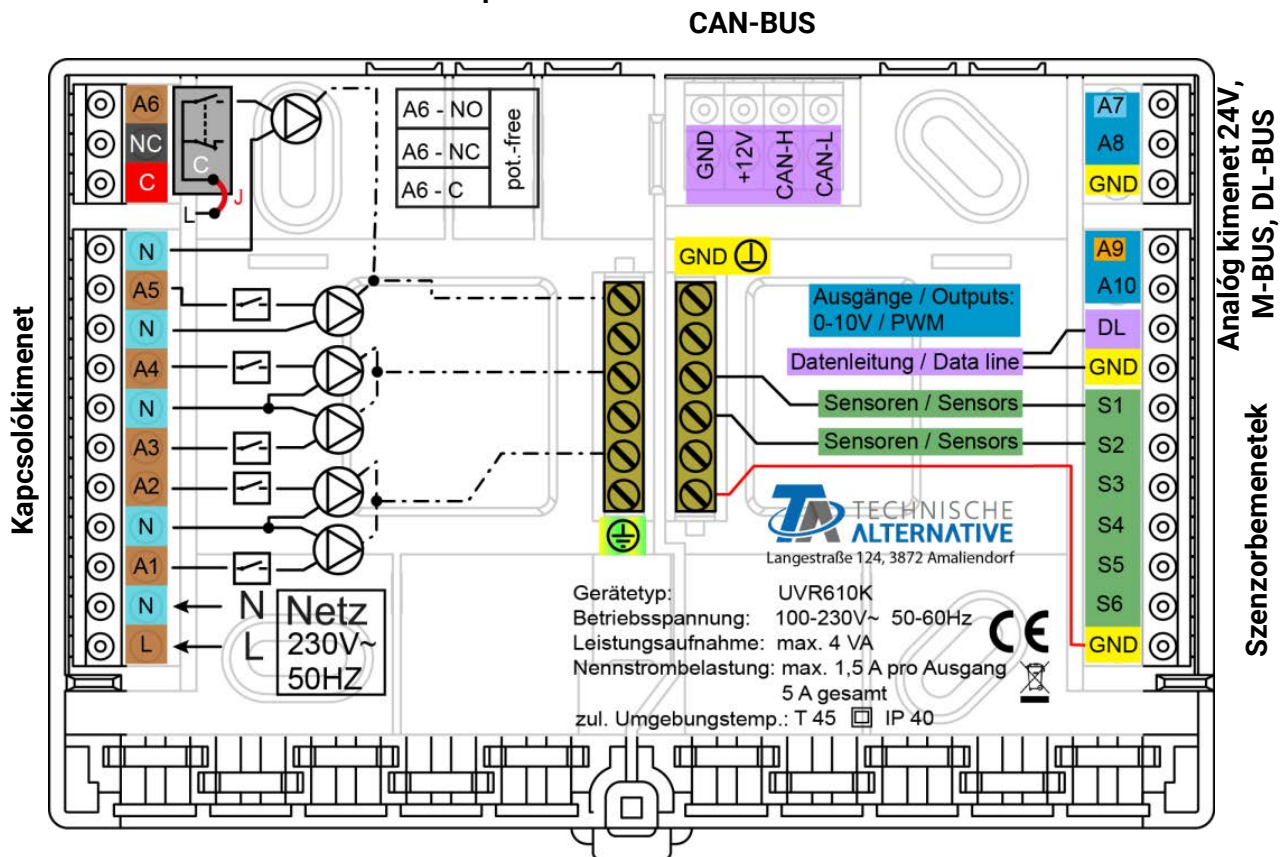 CAN-BUS
Kapcsolókimenet
A6
NC
C
C
J
L
A6 - NO
A6 - NC
A6 - C
pot.-free
N
A5
N
A4
N
A3
A2
N
A1
N
L
N
L
Netz
230V~
50HZ
GND
+12V
CAN-H
CAN-L
GND
Ausgänge / Outputs:
0-10V / PWM
Datenleitung / Data line
Sensoren / Sensors
Sensoren / Sensors
TA TECHNISCHE
ALTERNATIVE
Langestraße 124, 3872 Amaliendorf
Gerätetyp: UVR610K
Betriebsspannung: 100-230V~ 50-60Hz
Leistungsaufnahme: max. 4 VA
Nennstrombelastung: max. 1,5 A pro Ausgang
5 A gesamt
zul. Umgebungstemp.: T 45 IP 40
CE
A7
A8
GND
A9
A10
DL
GND
S1
S2
S3
S4
S5
S6
GND
Analóg kimenet 24V,
M-BUS, DL-BUS
Szenzorbemenetek